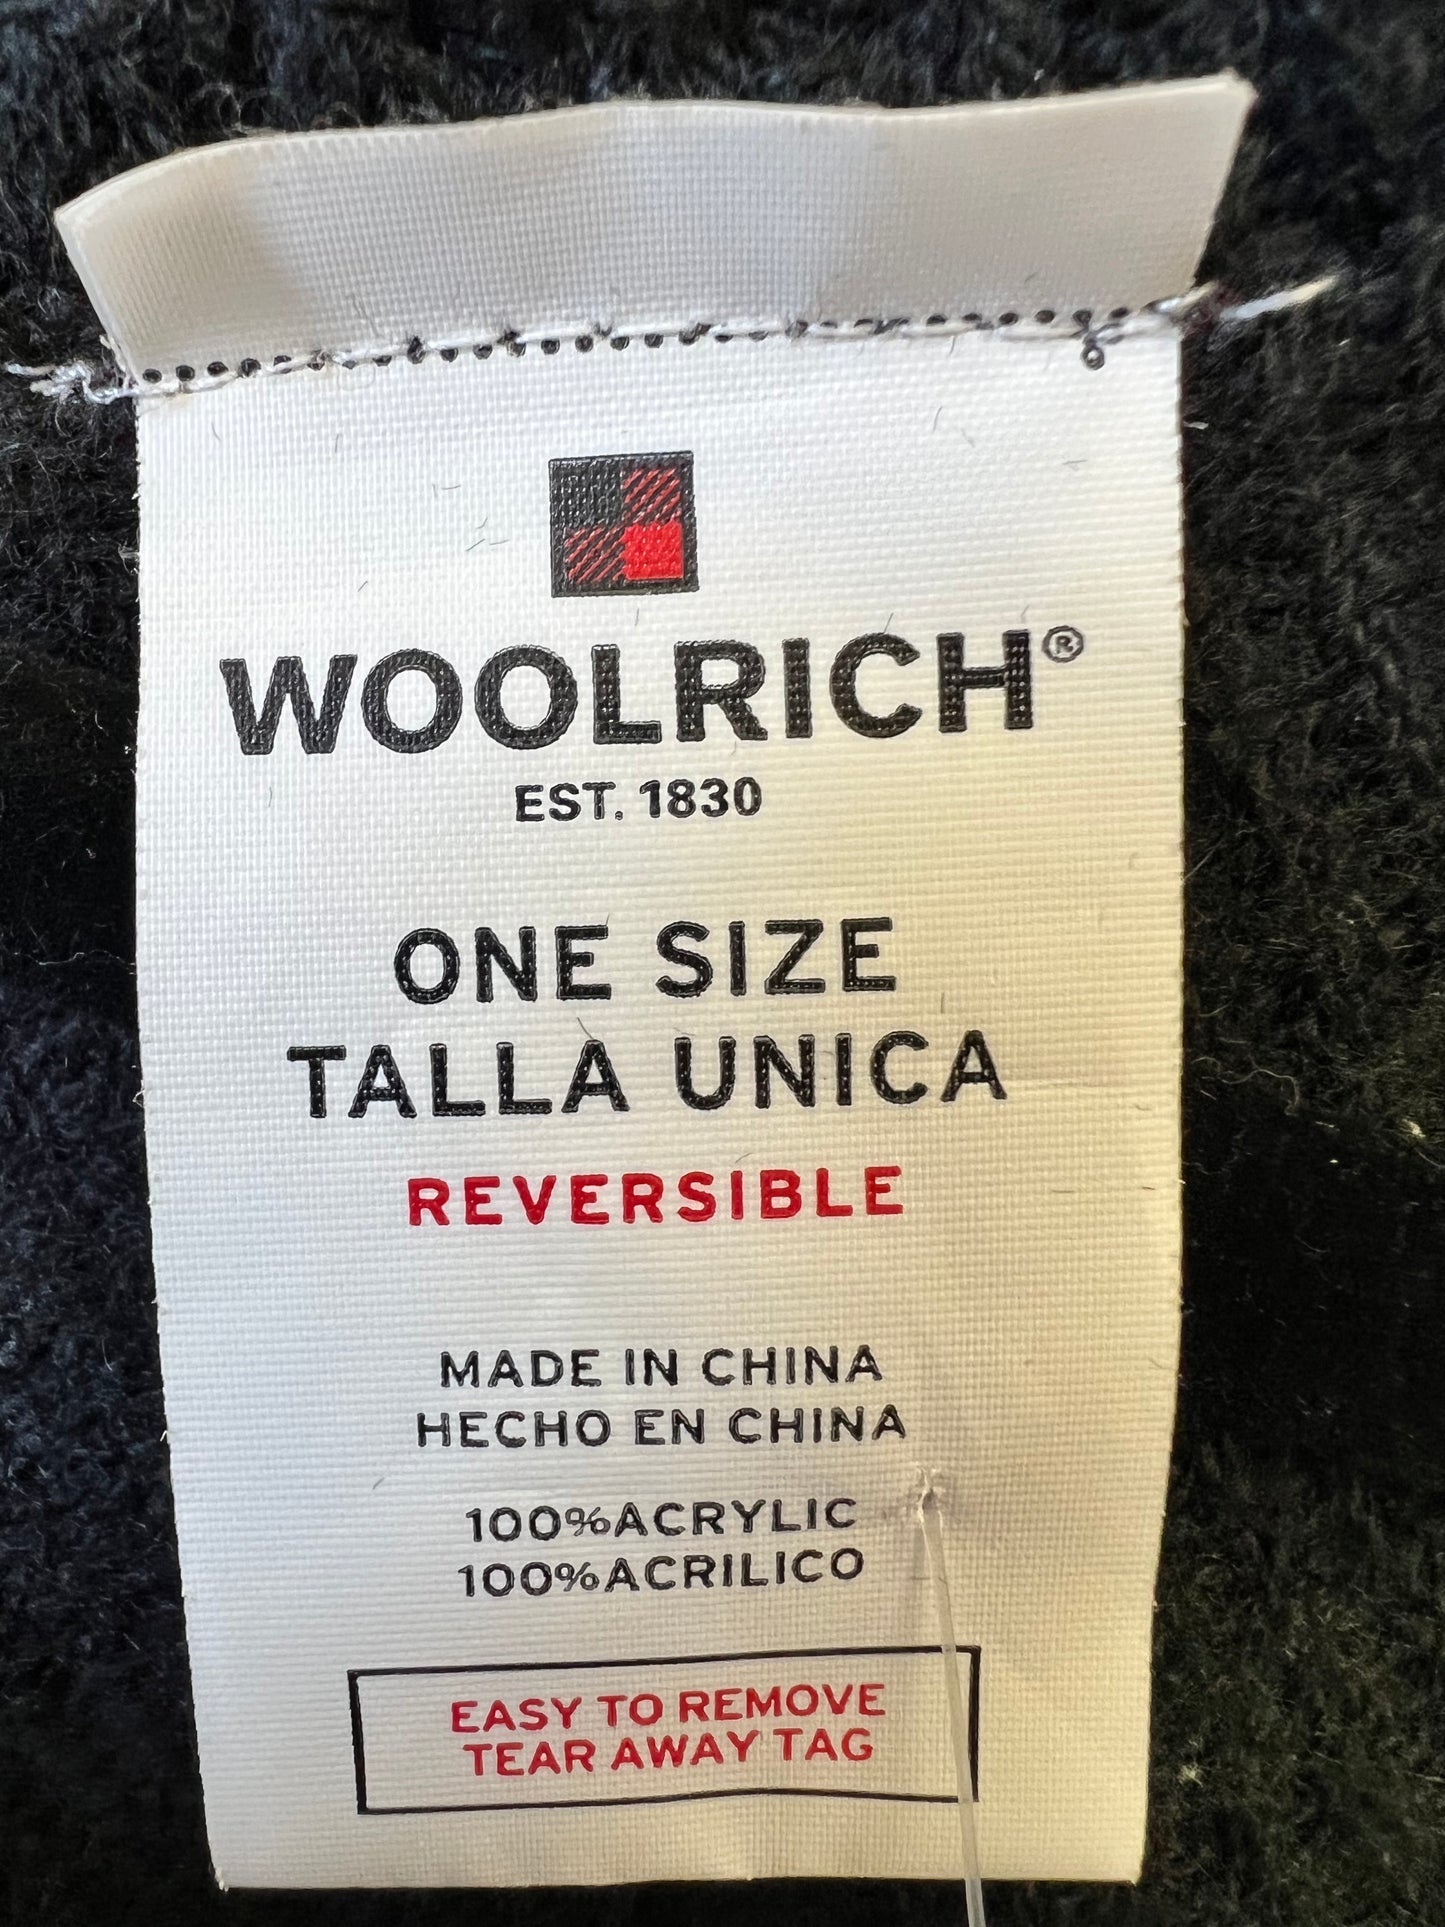 WOOLRICH®
EST. 1830
ONE SIZE
TALLA UNICA
REVERSIBLE
MADE IN CHINA
HECHO EN CHINA
100%ACRYLIC
100%ACRILICO
EASY TO REMOVE
TEAR AWAY TAG